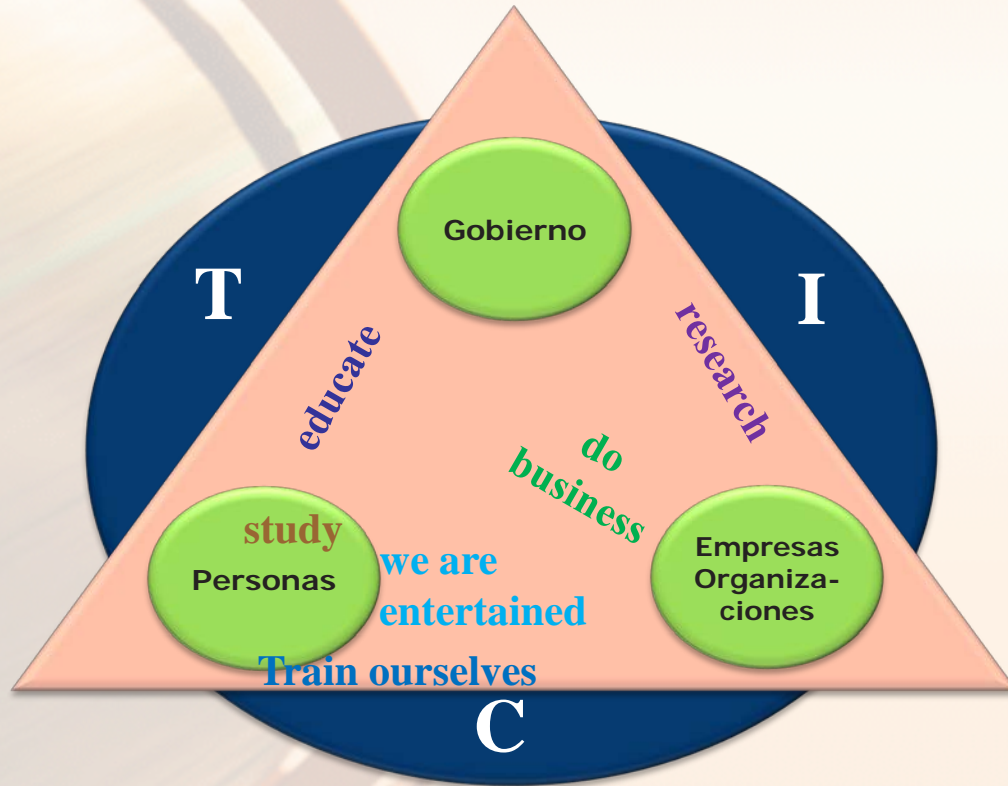 Gobierno
T
I
educate
research
do
business
study
Personas
we are
entertained
Empresas
Organiza-
ciones
Train ourselves
C